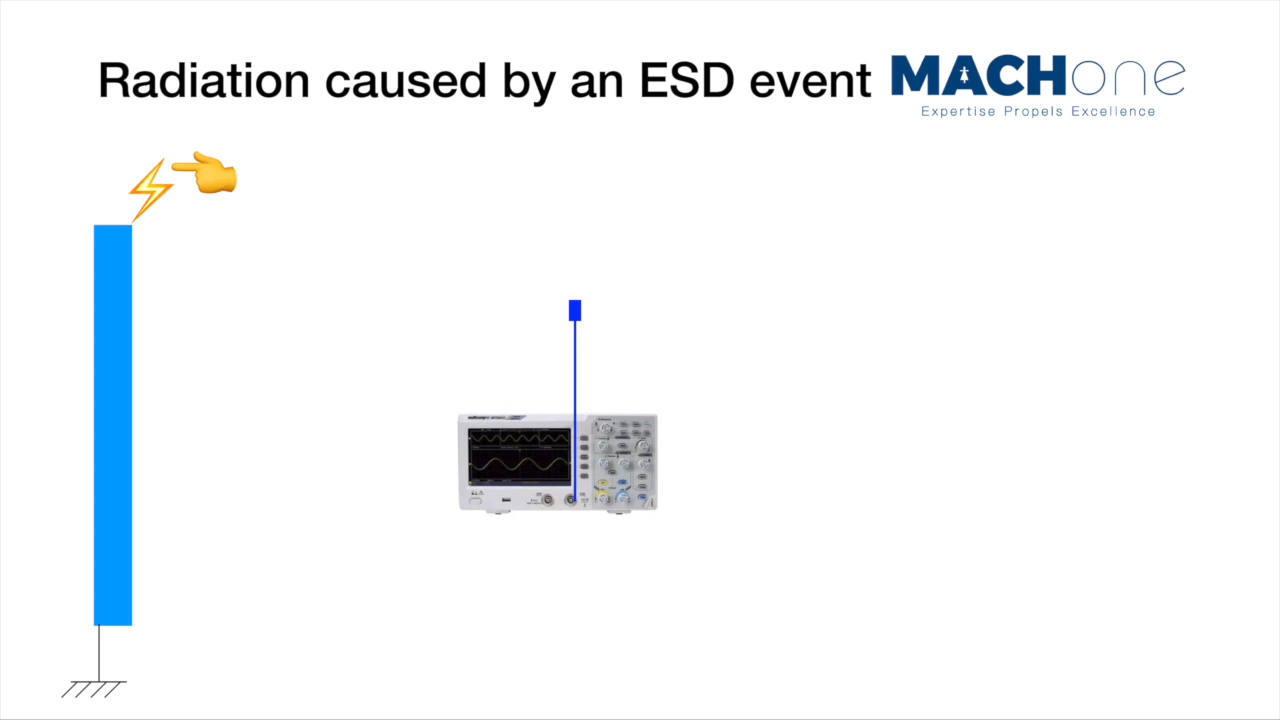 Radiation caused by an ESD event
MACHone
Expertise Propels Excellence